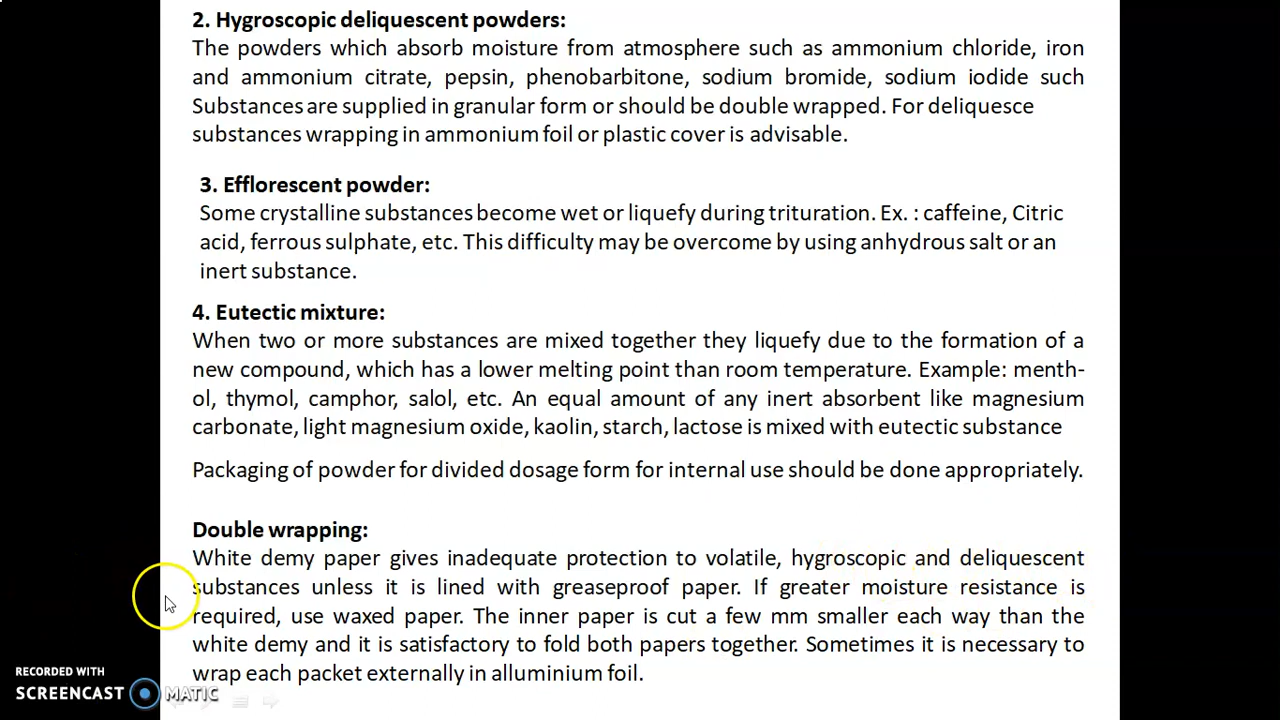 2. Hygroscopic deliquescent powders:
The powders which absorb moisture from atmosphere such as ammonium chloride, iron
and ammonium citrate, pepsin, phenobarbitone, sodium bromide, sodium iodide such
Substances are supplied in granular form or should be double wrapped. For deliquesce
substances wrapping in ammonium foil or plastic cover is advisable.
3. Efflorescent powder:
Some crystalline substances become wet or liquefy during trituration. Ex. : caffeine, Citric
acid, ferrous sulphate, etc. This difficulty may be overcome by using anhydrous salt or an
inert substance.
4. Eutectic mixture:
When two or more substances are mixed together they liquefy due to the formation of a
new compound, which has a lower melting point than room temperature. Example: menth-
ol, thymol, camphor, salol, etc. An equal amount of any inert absorbent like magnesium
carbonate, light magnesium oxide, kaolin, starch, lactose is mixed with eutectic substance
Packaging of powder for divided dosage form for internal use should be done appropriately.
Double wrapping:
White demy paper gives inadequate protection to volatile, hygroscopic and deliquescent
substances unless it is lined with greaseproof paper. If greater moisture resistance is
required, use waxed paper. The inner paper is cut a few mm smaller each way than the
white demy and it is satisfactory to fold both papers together. Sometimes it is necessary to
wrap each packet externally in alluminium foil.
RECORDED WITH
SCREENCAST MATIC